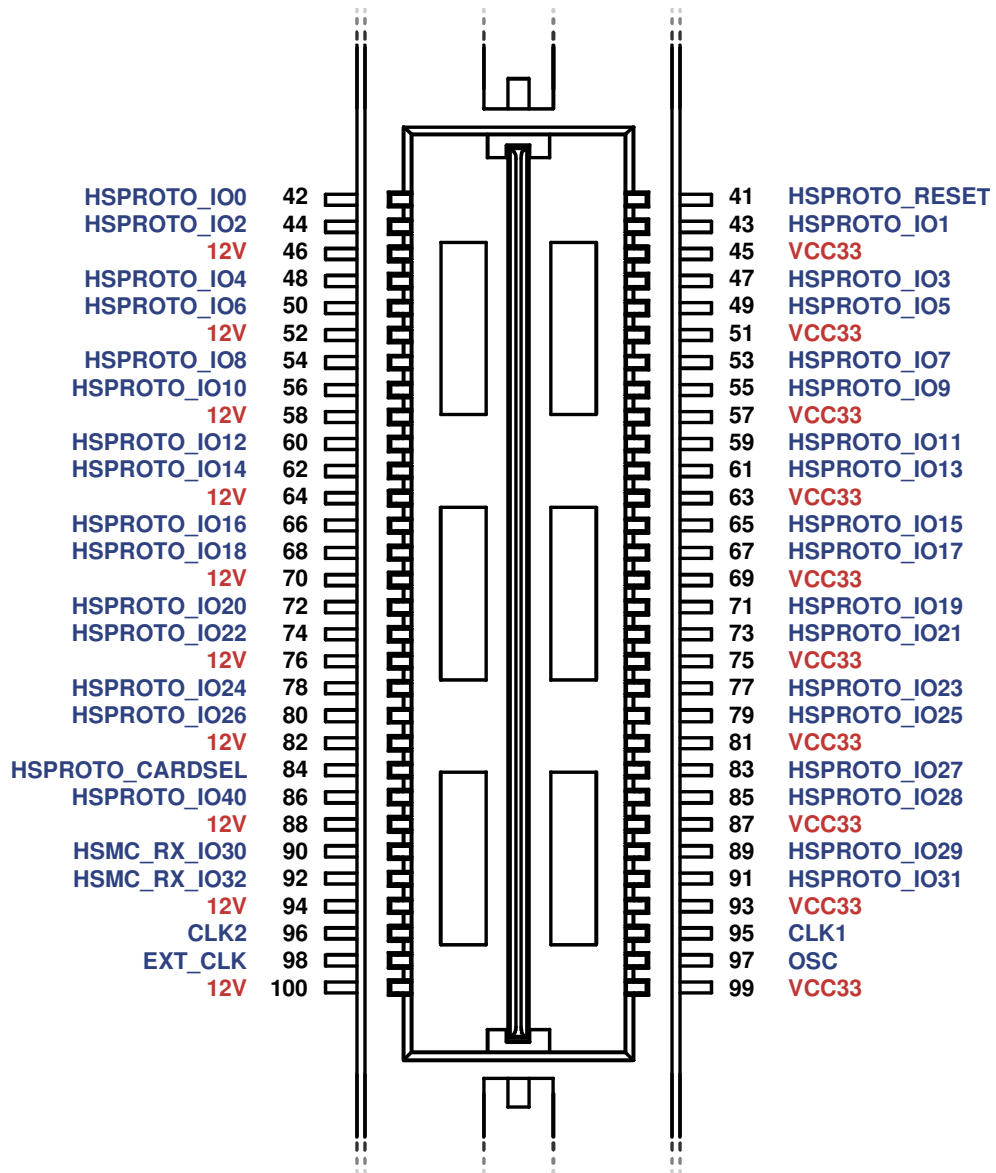 HSPROTO_IO0 42 41 HSPROTO_RESET
HSPROTO_IO2 44 43 HSPROTO_IO1
12V 46 45 VCC33
HSPROTO_IO4 48 47 HSPROTO_IO3
HSPROTO_IO6 50 49 HSPROTO_IO5
12V 52 51 VCC33
HSPROTO_IO8 54 53 HSPROTO_IO7
HSPROTO_IO10 56 55 HSPROTO_IO9
12V 58 57 VCC33
HSPROTO_IO12 60 59 HSPROTO_IO11
HSPROTO_IO14 62 61 HSPROTO_IO13
12V 64 63 VCC33
HSPROTO_IO16 66 65 HSPROTO_IO15
HSPROTO_IO18 68 67 HSPROTO_IO17
12V 70 69 VCC33
HSPROTO_IO20 72 71 HSPROTO_IO19
HSPROTO_IO22 74 73 HSPROTO_IO21
12V 76 75 VCC33
HSPROTO_IO24 78 77 HSPROTO_IO23
HSPROTO_IO26 80 79 HSPROTO_IO25
12V 82 81 VCC33
HSPROTO_CARDSEL 84 83 HSPROTO_IO27
HSPROTO_IO40 86 85 HSPROTO_IO28
12V 88 87 VCC33
HSMC_RX_IO30 90 89 HSPROTO_IO29
HSMC_RX_IO32 92 91 HSPROTO_IO31
12V 94 93 VCC33
CLK2 96 95 CLK1
EXT_CLK 98 97 OSC
12V 100 99 VCC33